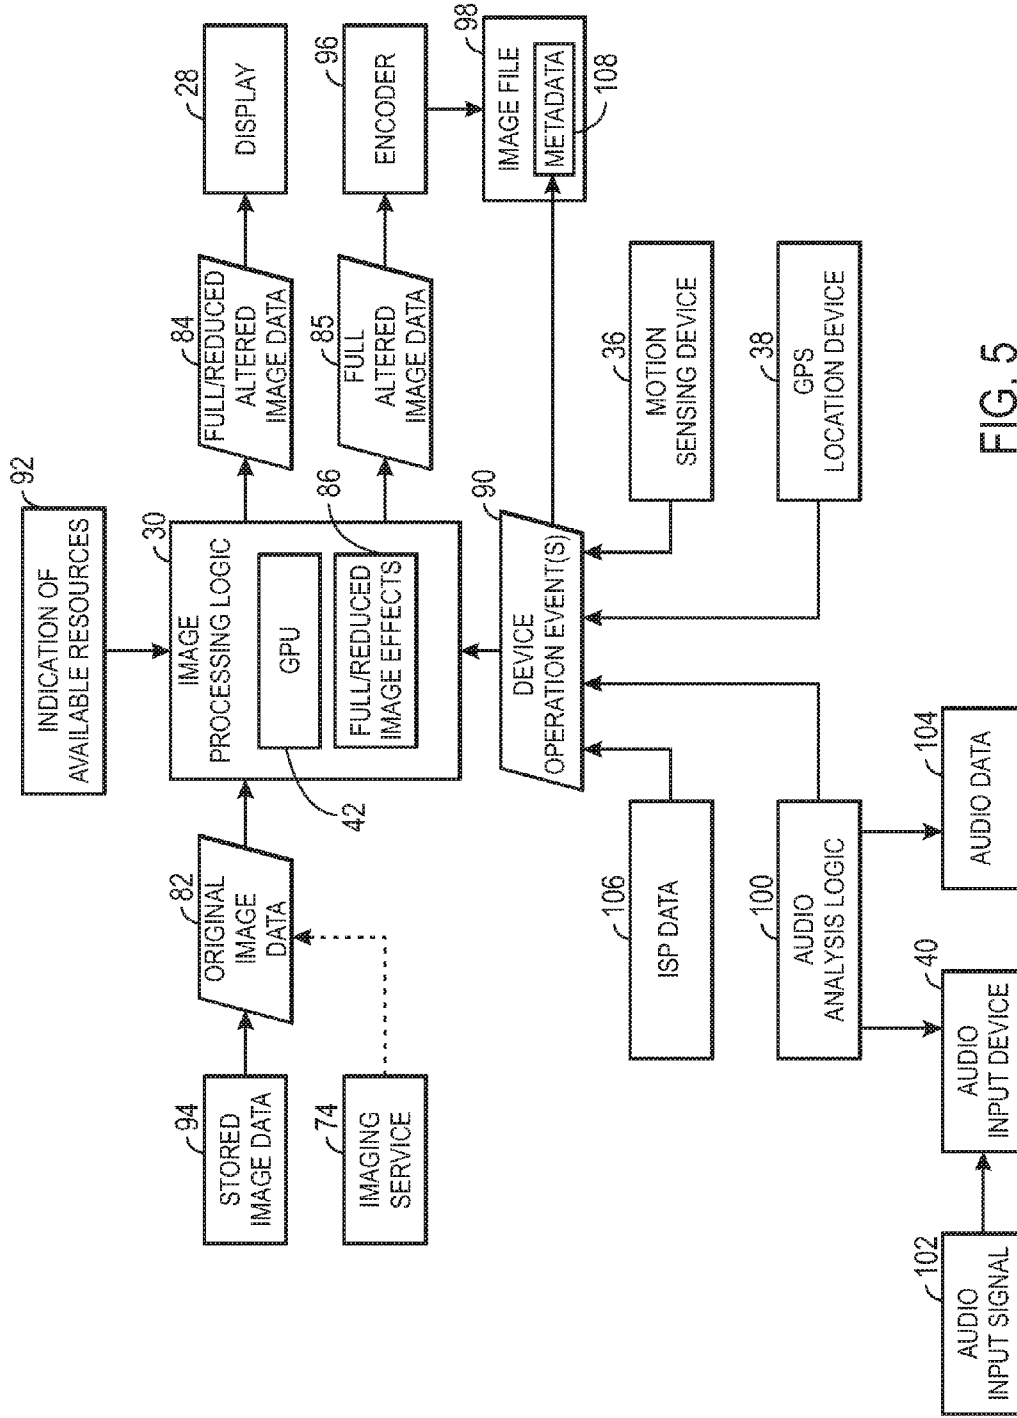 INDICATION OF
AVAILABLE RESOURCES
92
94
STORED
IMAGE DATA
82
ORIGINAL
IMAGE
DATA
30
IMAGE
PROCESSING LOGIC
GPU
42
FULL/REDUCED
IMAGE EFFECTS
86
84
FULL/REDUCED
ALTERED
IMAGE DATA
28
DISPLAY
74
IMAGING
SERVICE
85
FULL
ALTERED
IMAGE DATA
96
ENCODER
98
IMAGE FILE
METADATA
108
90
DEVICE
OPERATION EVENT(S)
106
ISP DATA
36
MOTION
SENSING DEVICE
100
AUDIO
ANALYSIS LOGIC
38
GPS
LOCATION DEVICE
102
AUDIO
INPUT SIGNAL
40
AUDIO
INPUT DEVICE
104
AUDIO DATA
FIG. 5